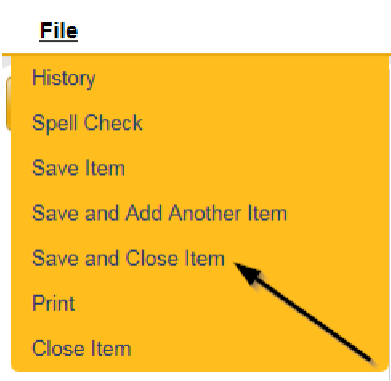 File
History
Spell Check
Save Item
Save and Add Another Item
Save and Close Item
Print
Close Item